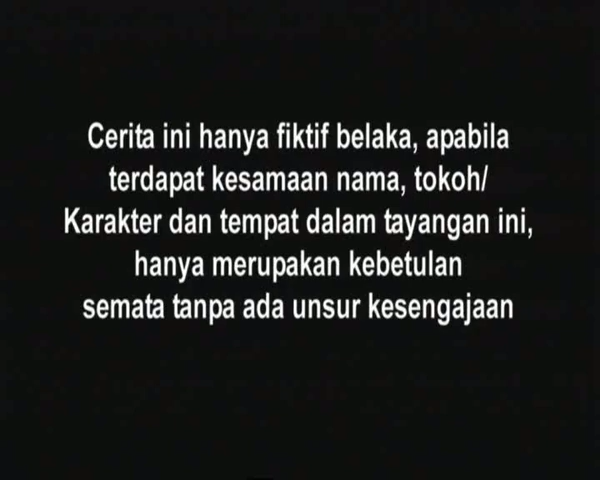 Cerita ini hanya fiktif belaka, apabila
terdapat kesamaan nama, tokoh/
Karakter dan tempat dalam tayangan ini,
hanya merupakan kebetulan
semata tanpa ada unsur kesengajaan